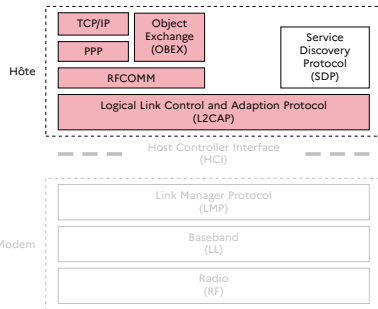 TCP/IP
Object
Exchange
(OBEX)
PPP
RFCOMM
Service
Discovery
Protocol
(SDP)
Hôte
Logical Link Control and Adaption Protocol
(L2CAP)
Host Controller Interface
(HCI)
Link Manager Protocol
(LMP)
Modem
Baseband
(LL)
Radio
(RF)